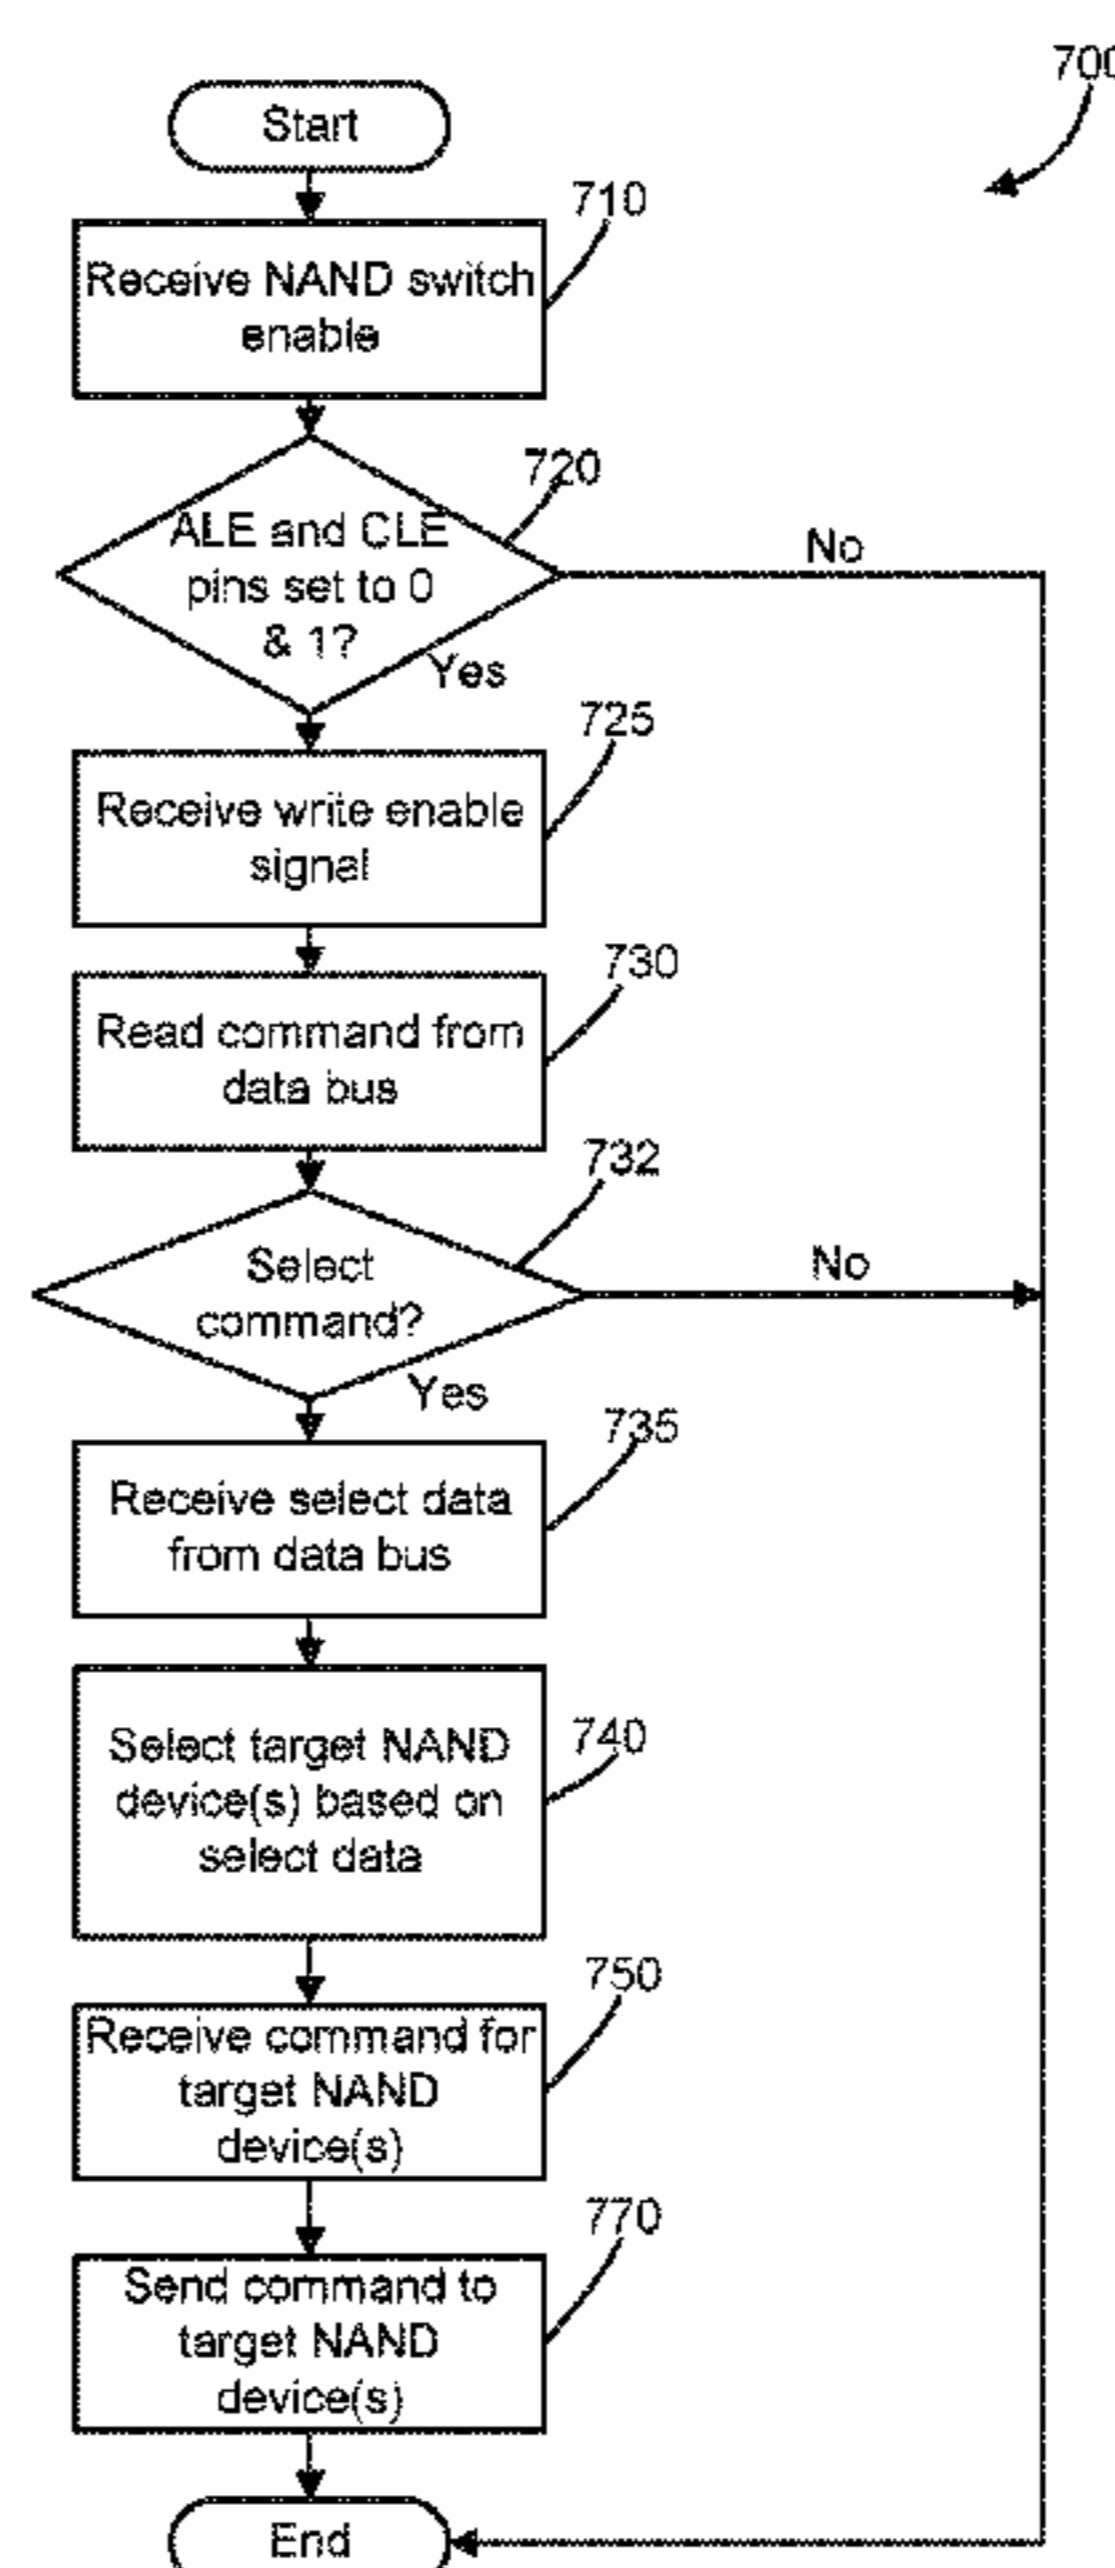 700
Start
710
Receive NAND switch
enable
720
ALE and CLE
pins set to 0
& 1?
No
Yes
725
Receive write enable
signal
730
Read command from
data bus
732
Select
command?
No
Yes
735
Receive select data
from data bus
740
Select target NAND
device(s) based on
select data
750
Receive command for
target NAND
device(s)
770
Send command to
target NAND
device(s)
End